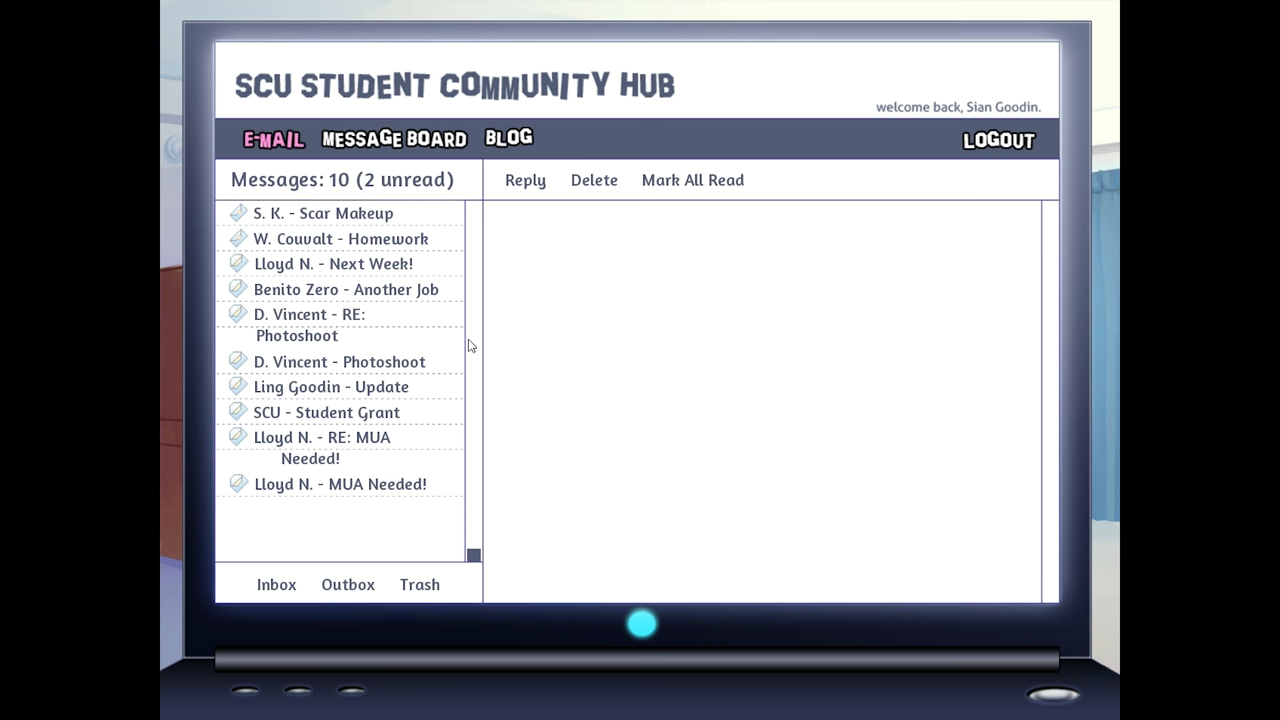 SCU STUDENT COMMUNITY HUB
welcome back, Sian Goodin.
E-MAIL MESSAGE BOARD BLOG LOGOUT
Messages: 10 (2 unread) Reply Delete Mark All Read
S. K. - Scar Makeup
W. Couvalt - Homework
Lloyd N. - Next Week!
Benito Zero - Another Job
D. Vincent - RE:
Photoshoot
D. Vincent - Photoshoot
Ling Goodin - Update
SCU - Student Grant
Lloyd N. - RE: MUA
Needed!
Lloyd N. - MUA Needed!
Inbox Outbox Trash